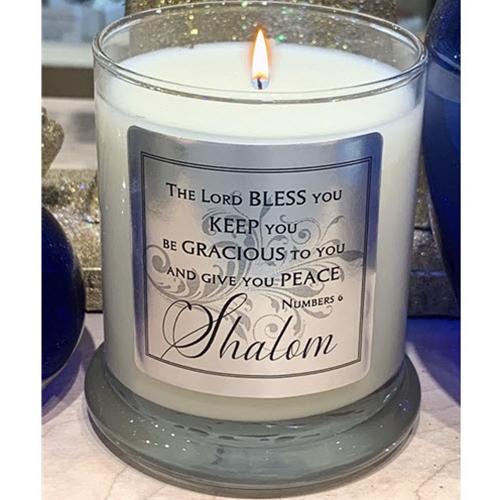 The Lord BLESS you
KEEP you
be GRACIOUS to you
and give you PEACE
Numbers 6
Shalom